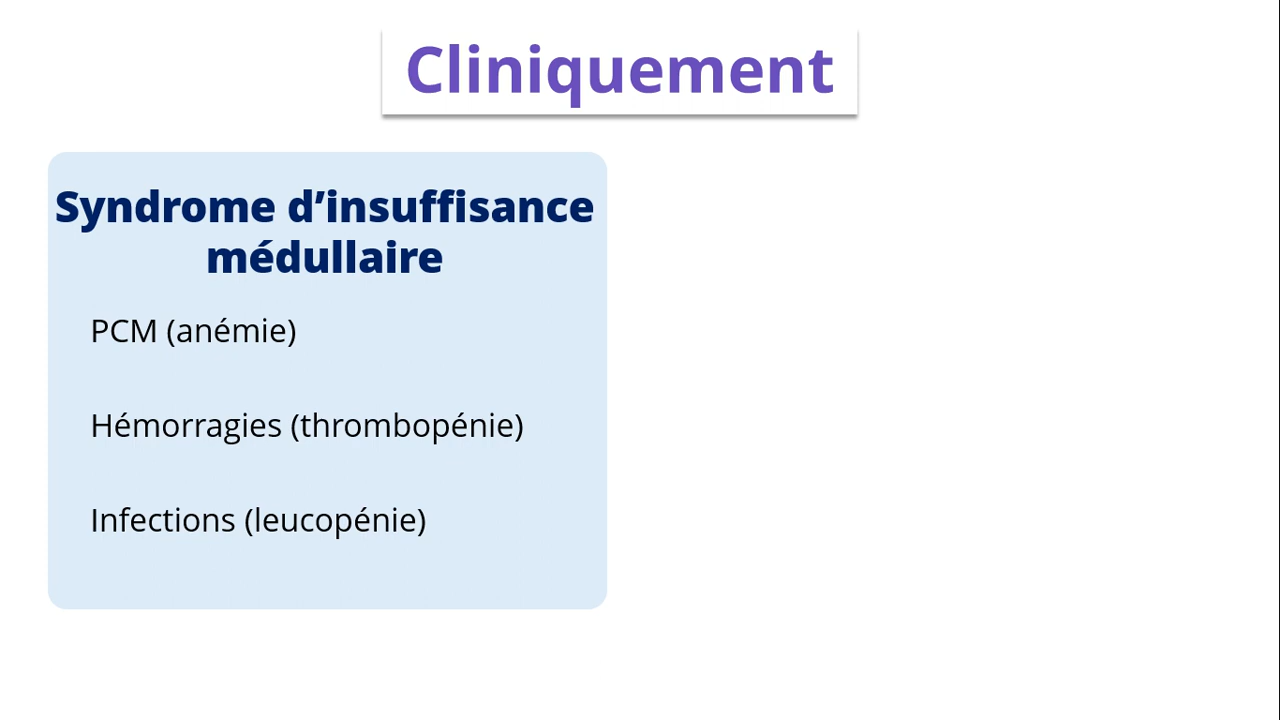 Cliniquement
Syndrome d’insuffisance
médullaire
PCM (anémie)
Hémorragies (thrombopénie)
Infections (leucopénie)